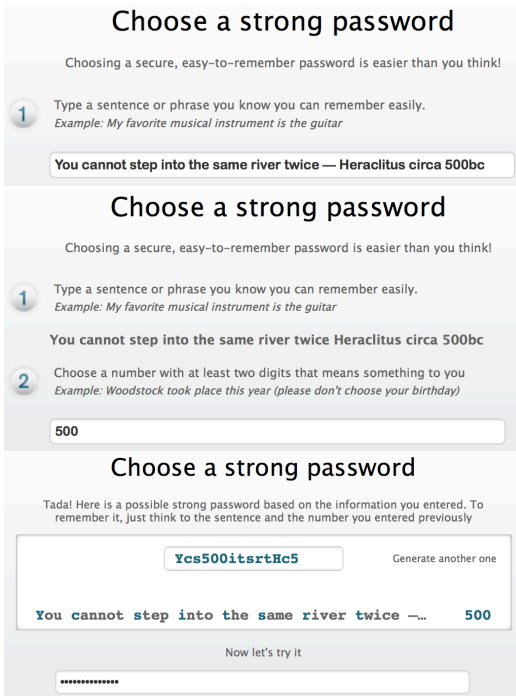 Choose a strong password
Choosing a secure, easy-to-remember password is easier than you think!
1
Type a sentence or phrase you know you can remember easily.
Example: My favorite musical instrument is the guitar
You cannot step into the same river twice — Heraclitus circa 500bc
Choose a strong password
Choosing a secure, easy-to-remember password is easier than you think!
1
Type a sentence or phrase you know you can remember easily.
Example: My favorite musical instrument is the guitar
You cannot step into the same river twice Heraclitus circa 500bc
2
Choose a number with at least two digits that means something to you
Example: Woodstock took place this year (please don't choose your birthday)
500
Choose a strong password
Tada! Here is a possible strong password based on the information you entered. To
remember it, just think to the sentence and the number you entered previously
Ycs500itsrtHc5 Generate another one
You cannot step into the same river twice —… 500
Now let's try it
••••••••••••••